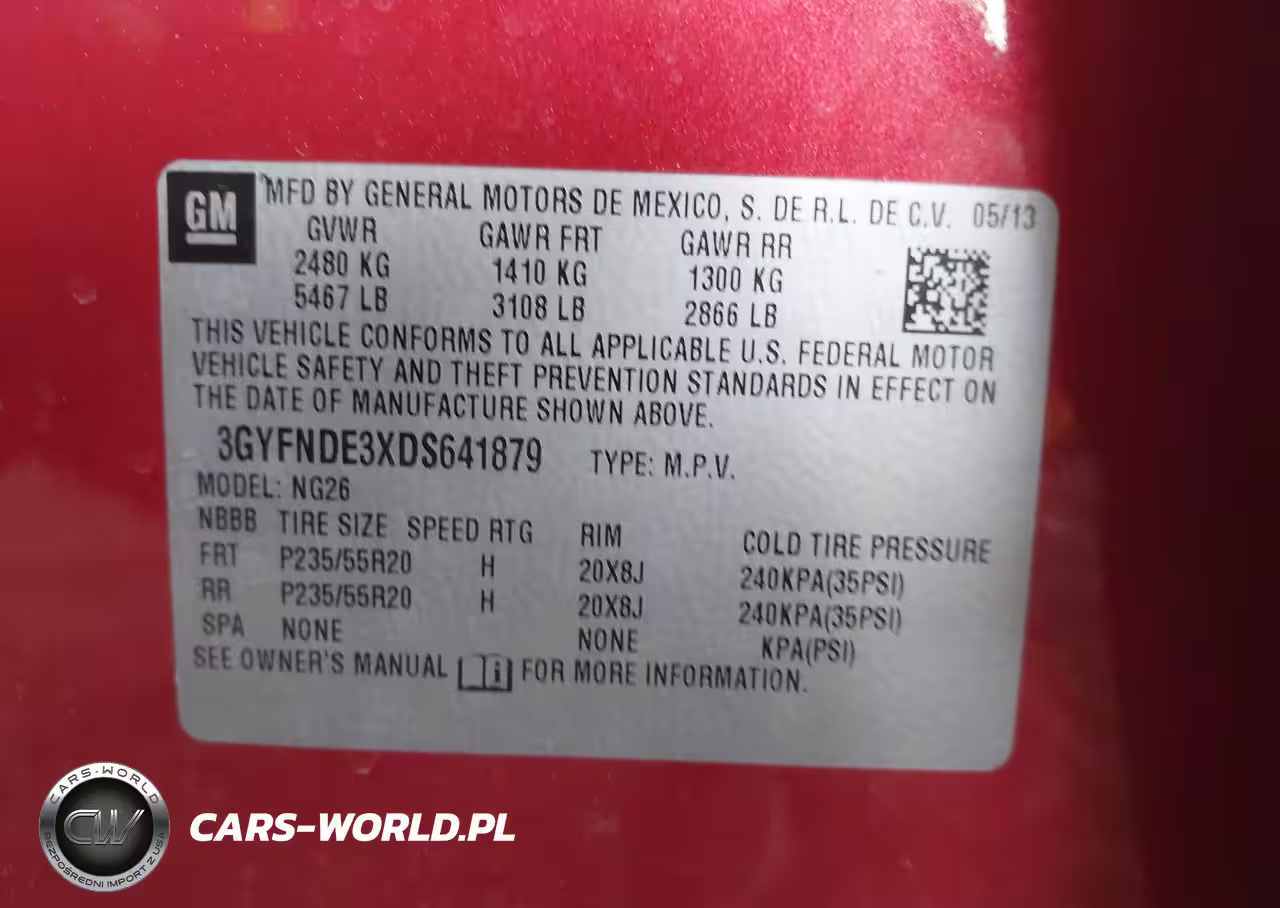 GM
MFD BY GENERAL MOTORS DE MEXICO, S. DE R.L. DE C.V. 05/13
GVWR GAWR FRT GAWR RR
2480 KG 1410 KG 1300 KG
5467 LB 3108 LB 2866 LB
THIS VEHICLE CONFORMS TO ALL APPLICABLE U.S. FEDERAL MOTOR
VEHICLE SAFETY AND THEFT PREVENTION STANDARDS IN EFFECT ON
THE DATE OF MANUFACTURE SHOWN ABOVE.
3GYFNDE3XDS641879 TYPE: M.P.V.
MODEL: NG26
NBBB TIRE SIZE SPEED RTG RIM COLD TIRE PRESSURE
FRT P235/55R20 H 20X8J 240KPA(35PSI)
RR P235/55R20 H 20X8J 240KPA(35PSI)
SPA NONE NONE KPA(PSI)
SEE OWNER'S MANUAL i FOR MORE INFORMATION.
CARS-WORLD
CW
BEZPOŚREDNI IMPORT Z USA
CARS-WORLD.PL